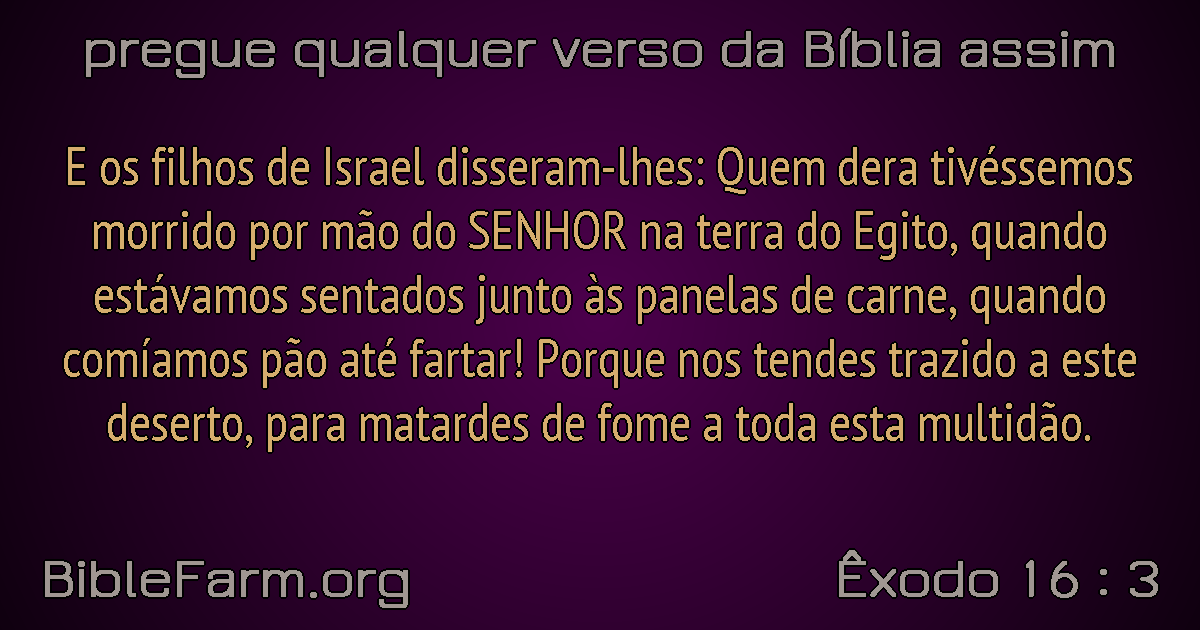 pregue qualquer verso da Bíblia assim
E os filhos de Israel disseram-lhes: Quem dera tivéssemos
morrido por mão do SENHOR na terra do Egito, quando
estávamos sentados junto às panelas de carne, quando
comíamos pão até fartar! Porque nos tendes trazido a este
deserto, para matardes de fome a toda esta multidão.
BibleFarm.org
Êxodo 16 : 3